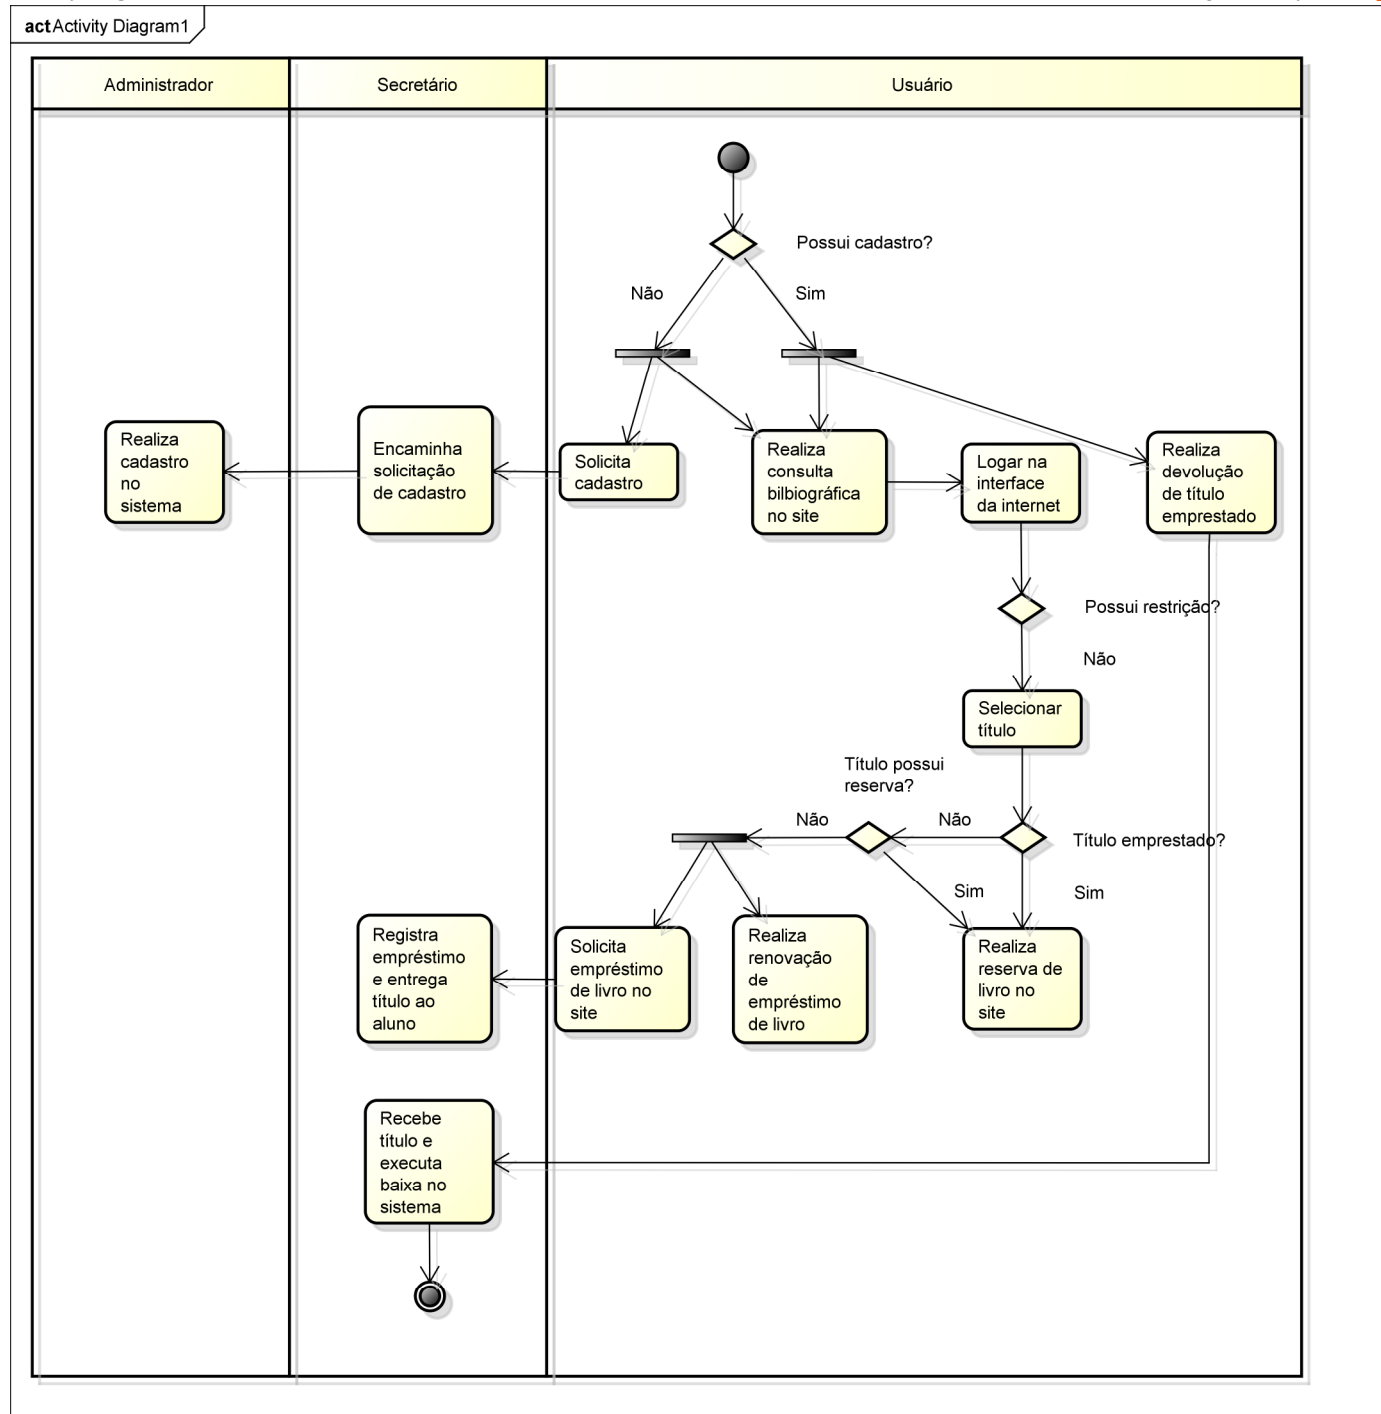 act Activity Diagram1
Administrador
Secretário
Usuário
Possui cadastro?
Não
Sim
Realiza
cadastro
no
sistema
Encaminha
solicitação
de cadastro
Solicita
cadastro
Realiza
consulta
bilbiográfica
no site
Logar na
interface
da internet
Realiza
devolução
de título
emprestado
Possui restrição?
Não
Selecionar
título
Título possui
reserva?
Não
Não
Título emprestado?
Sim
Sim
Registra
empréstimo
e entrega
título ao
aluno
Solicita
empréstimo
de livro no
site
Realiza
renovação
de
empréstimo
de livro
Realiza
reserva de
livro no
site
Recebe
título e
executa
baixa no
sistema